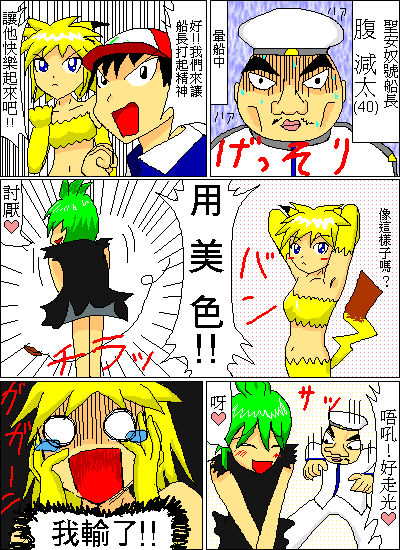 聖安奴號船長
腹 減太
(40)
ハァ
ハァ
暈船中
げっそり
好!!我們來讓
船長打起精神
讓他快樂起來吧!!
像這樣子嗎?
バン
用美色!!
討厭♥
チラッ
唔吼!好走光♥
サッ
呀♥
ガガーン
我輸了!!